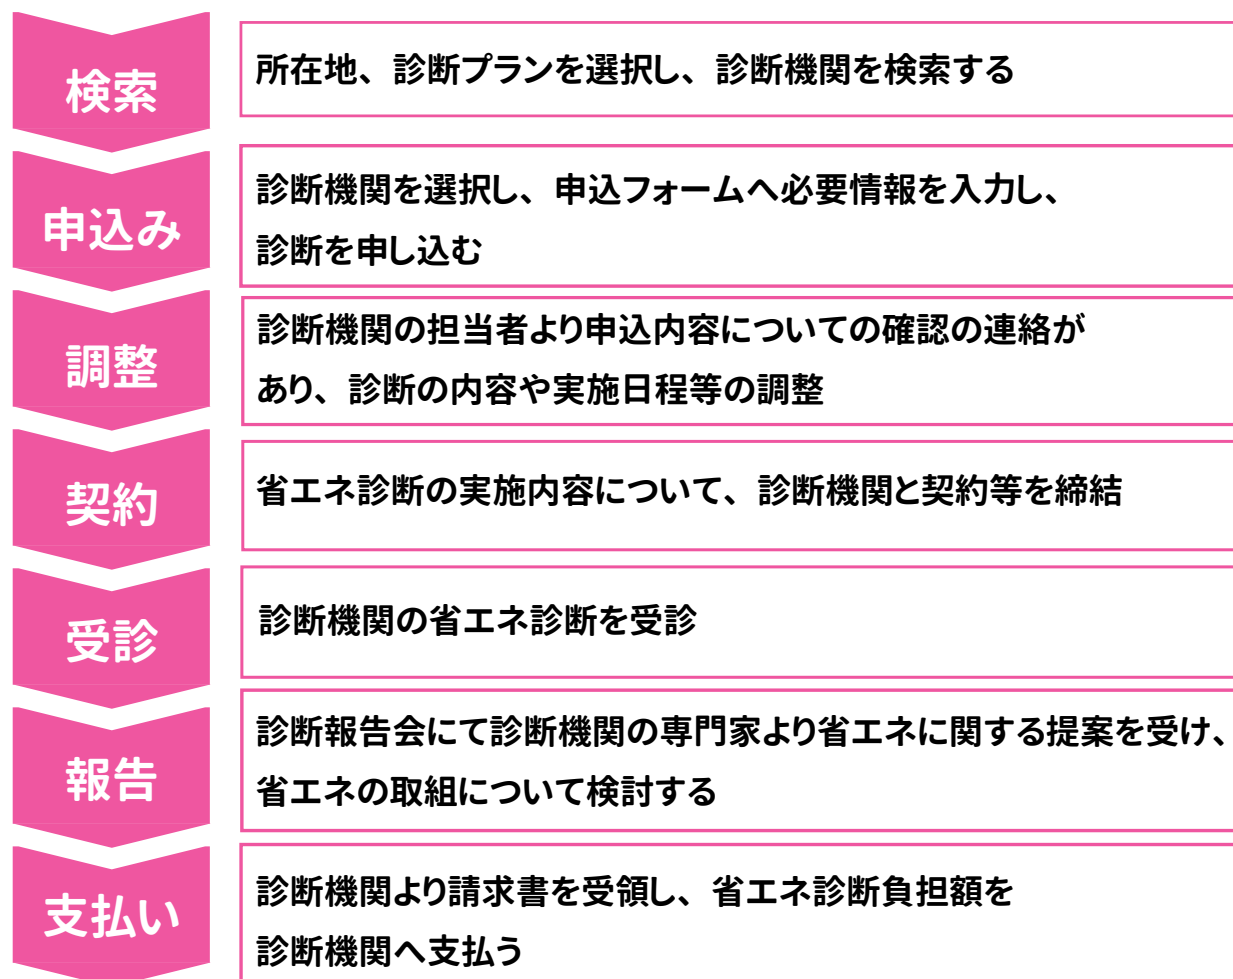 検索
所在地、診断プランを選択し、診断機関を検索する
申込み
診断機関を選択し、申込フォームへ必要情報を入力し、
診断を申し込む
調整
診断機関の担当者より申込内容についての確認の連絡が
あり、診断の内容や実施日程等の調整
契約
省エネ診断の実施内容について、診断機関と契約等を締結
受診
診断機関の省エネ診断を受診
報告
診断報告会にて診断機関の専門家より省エネに関する提案を受け、
省エネの取組について検討する
支払い
診断機関より請求書を受領し、省エネ診断負担額を
診断機関へ支払う